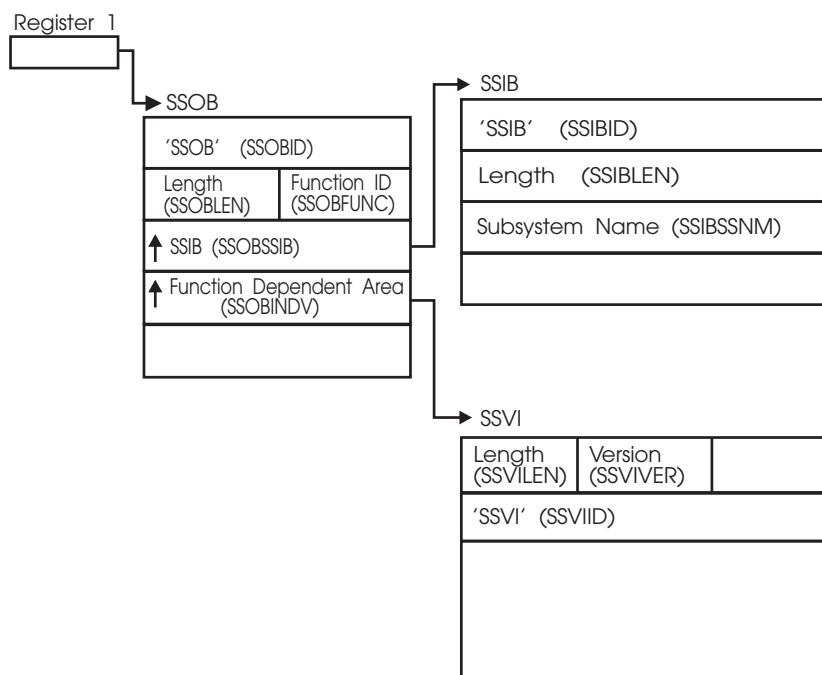 Register 1
SSOB
'SSOB' (SSOBID)
Length
(SSOBLEN)
Function ID
(SSOBFUNC)
SSIB (SSOBSSIB)
Function Dependent Area
(SSOBINDV)
SSIB
'SSIB' (SSIBID)
Length (SSIBLEN)
Subsystem Name (SSIBSSNM)
SSVI
Length
(SSVILEN)
Version
(SSVIVER)
'SSVI' (SSVIID)